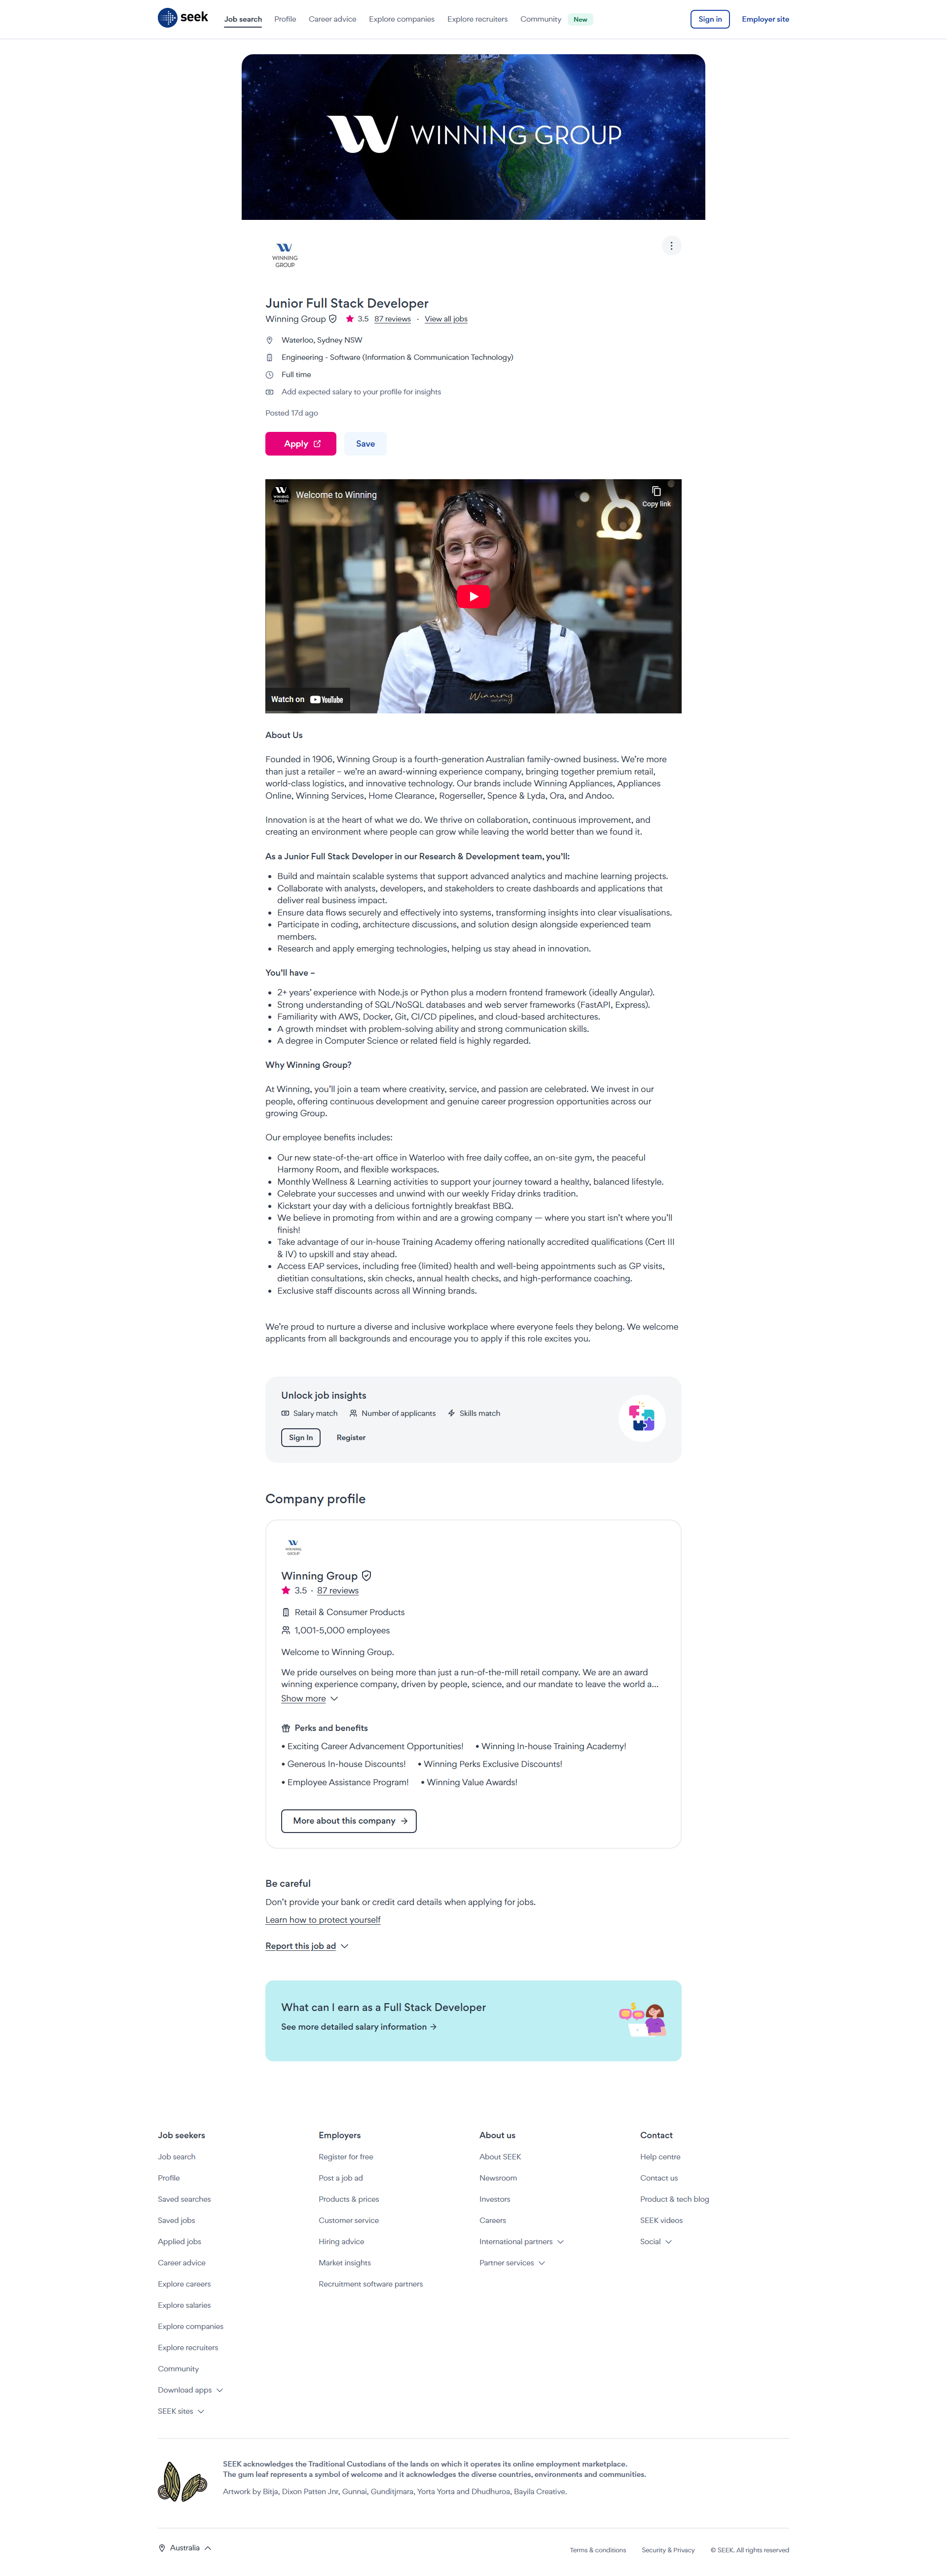 seek
Job search
Profile
Career advice
Explore companies
Explore recruiters
Community
New
Sign in
Employer site
W WINNING GROUP
WINNING
GROUP
Junior Full Stack Developer
Winning Group 3.5 87 reviews · View all jobs
Waterloo, Sydney NSW
Engineering - Software (Information & Communication Technology)
Full time
Add expected salary to your profile for insights
Posted 17d ago
Apply
Save
Welcome to Winning
Copy link
Winning
Watch on YouTube
About Us
Founded in 1906, Winning Group is a fourth-generation Australian family-owned business. We’re more
than just a retailer – we’re an award-winning experience company, bringing together premium retail,
world-class logistics, and innovative technology. Our brands include Winning Appliances, Appliances
Online, Winning Services, Home Clearance, Rogerseller, Spence & Lyda, Ora, and Andoo.
Innovation is at the heart of what we do. We thrive on collaboration, continuous improvement, and
creating an environment where people can grow while leaving the world better than we found it.
As a Junior Full Stack Developer in our Research & Development team, you’ll:
• Build and maintain scalable systems that support advanced analytics and machine learning projects.
• Collaborate with analysts, developers, and stakeholders to create dashboards and applications that
deliver real business impact.
• Ensure data flows securely and effectively into systems, transforming insights into clear visualisations.
• Participate in coding, architecture discussions, and solution design alongside experienced team
members.
• Research and apply emerging technologies, helping us stay ahead in innovation.
You’ll have –
• 2+ years’ experience with Node.js or Python plus a modern frontend framework (ideally Angular).
• Strong understanding of SQL/NoSQL databases and web server frameworks (FastAPI, Express).
• Familiarity with AWS, Docker, Git, CI/CD pipelines, and cloud-based architectures.
• A growth mindset with problem-solving ability and strong communication skills.
• A degree in Computer Science or related field is highly regarded.
Why Winning Group?
At Winning, you’ll join a team where creativity, service, and passion are celebrated. We invest in our
people, offering continuous development and genuine career progression opportunities across our
growing Group.
Our employee benefits includes:
• Our new state-of-the-art office in Waterloo with free daily coffee, an on-site gym, the peaceful
Harmony Room, and flexible workspaces.
• Monthly Wellness & Learning activities to support your journey toward a healthy, balanced lifestyle.
• Celebrate your successes and unwind with our weekly Friday drinks tradition.
• Kickstart your day with a delicious fortnightly breakfast BBQ.
• We believe in promoting from within and are a growing company — where you start isn’t where you’ll
finish!
• Take advantage of our in-house Training Academy offering nationally accredited qualifications (Cert III
& IV) to upskill and stay ahead.
• Access EAP services, including free (limited) health and well-being appointments such as GP visits,
dietitian consultations, skin checks, annual health checks, and high-performance coaching.
• Exclusive staff discounts across all Winning brands.
We’re proud to nurture a diverse and inclusive workplace where everyone feels they belong. We welcome
applicants from all backgrounds and encourage you to apply if this role excites you.
Unlock job insights
Salary match
Number of applicants
Skills match
Sign In
Register
Company profile
WINNING
GROUP
Winning Group
3.5 · 87 reviews
Retail & Consumer Products
1,001-5,000 employees
Welcome to Winning Group.
We pride ourselves on being more than just a run-of-the-mill retail company. We are an award
winning experience company, driven by people, science, and our mandate to leave the world a...
Show more
Perks and benefits
• Exciting Career Advancement Opportunities! • Winning In-house Training Academy!
• Generous In-house Discounts! • Winning Perks Exclusive Discounts!
• Employee Assistance Program! • Winning Value Awards!
More about this company
Be careful
Don’t provide your bank or credit card details when applying for jobs.
Learn how to protect yourself
Report this job ad
What can I earn as a Full Stack Developer
See more detailed salary information
Job seekers
Job search
Profile
Saved searches
Saved jobs
Applied jobs
Career advice
Explore careers
Explore salaries
Explore companies
Explore recruiters
Community
Download apps
SEEK sites
Employers
Register for free
Post a job ad
Products & prices
Customer service
Hiring advice
Market insights
Recruitment software partners
About us
About SEEK
Newsroom
Investors
Careers
International partners
Partner services
Contact
Help centre
Contact us
Product & tech blog
SEEK videos
Social
SEEK acknowledges the Traditional Custodians of the lands on which it operates its online employment marketplace.
The gum leaf represents a symbol of welcome and it acknowledges the diverse countries, environments and communities.
Artwork by Bitja, Dixon Patten Jnr, Gunnai, Gunditjmara, Yorta Yorta and Dhudhuroa, Bayila Creative.
Australia
Terms & conditions
Security & Privacy
© SEEK. All rights reserved